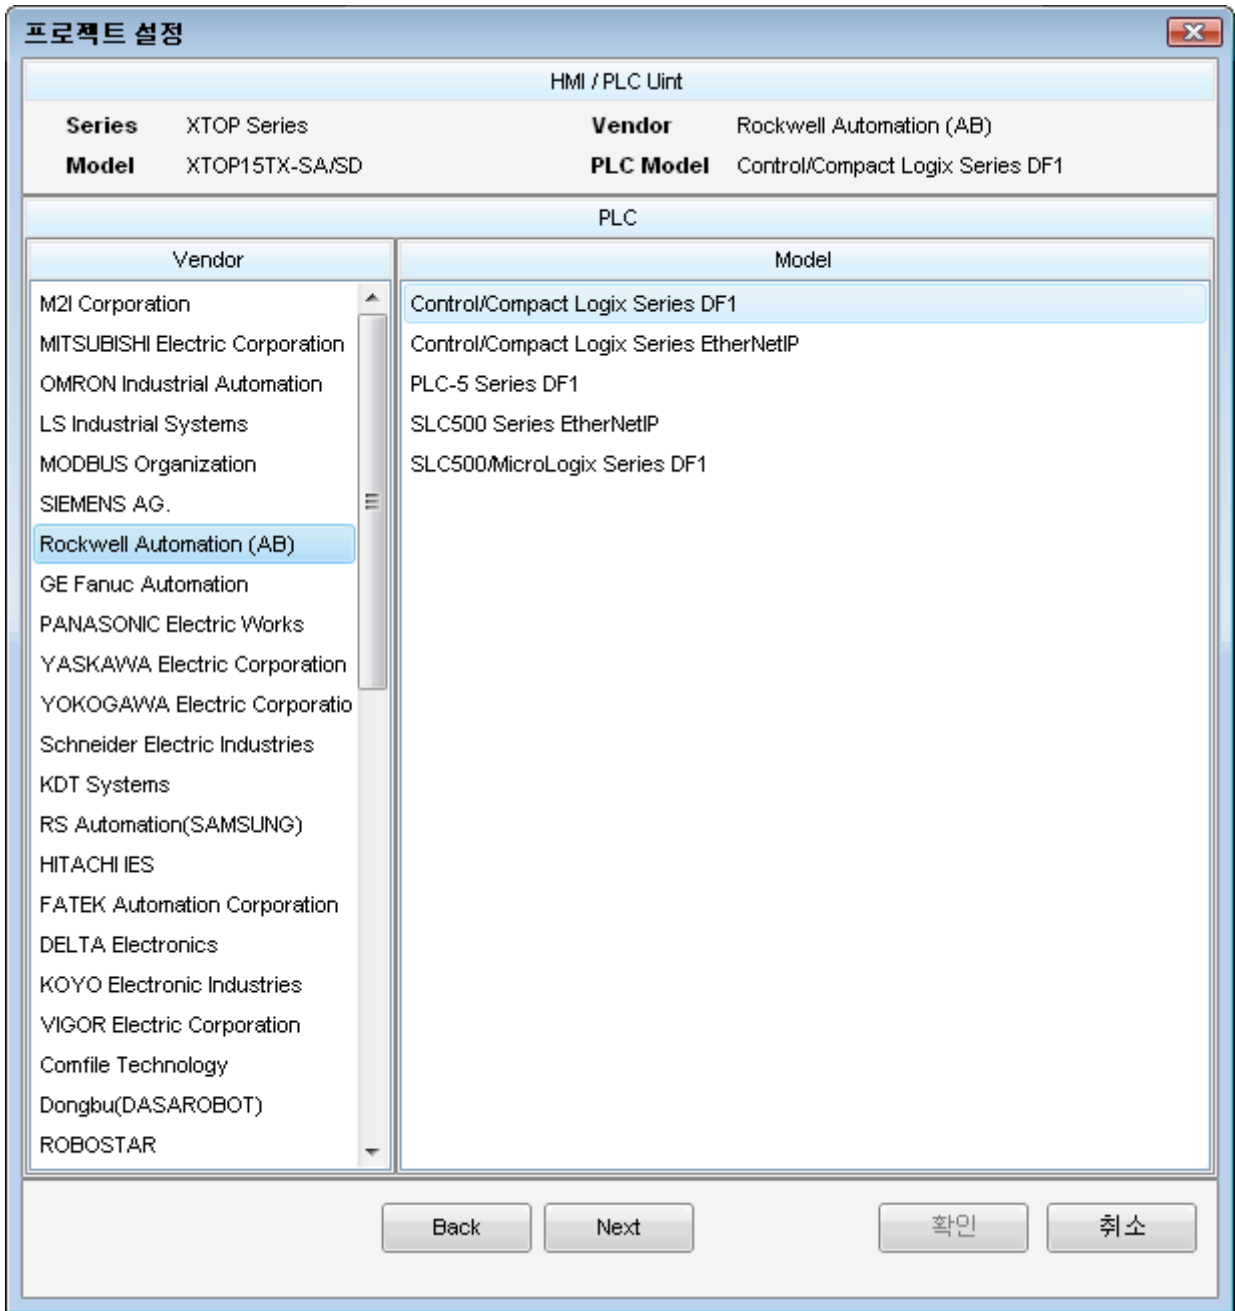 프로젝트 설정
HMI / PLC Uint
Series XTOP Series Vendor Rockwell Automation (AB)
Model XTOP15TX-SA/SD PLC Model Control/Compact Logix Series DF1
PLC
Vendor Model
M2I Corporation Control/Compact Logix Series DF1
MITSUBISHI Electric Corporation Control/Compact Logix Series EtherNetIP
OMRON Industrial Automation PLC-5 Series DF1
LS Industrial Systems SLC500 Series EtherNetIP
MODBUS Organization SLC500/MicroLogix Series DF1
SIEMENS AG.
Rockwell Automation (AB)
GE Fanuc Automation
PANASONIC Electric Works
YASKAWA Electric Corporation
YOKOGAWA Electric Corporatio
Schneider Electric Industries
KDT Systems
RS Automation(SAMSUNG)
HITACHI IES
FATEK Automation Corporation
DELTA Electronics
KOYO Electronic Industries
VIGOR Electric Corporation
Comfile Technology
Dongbu(DASAROBOT)
ROBOSTAR
Back Next 확인 취소